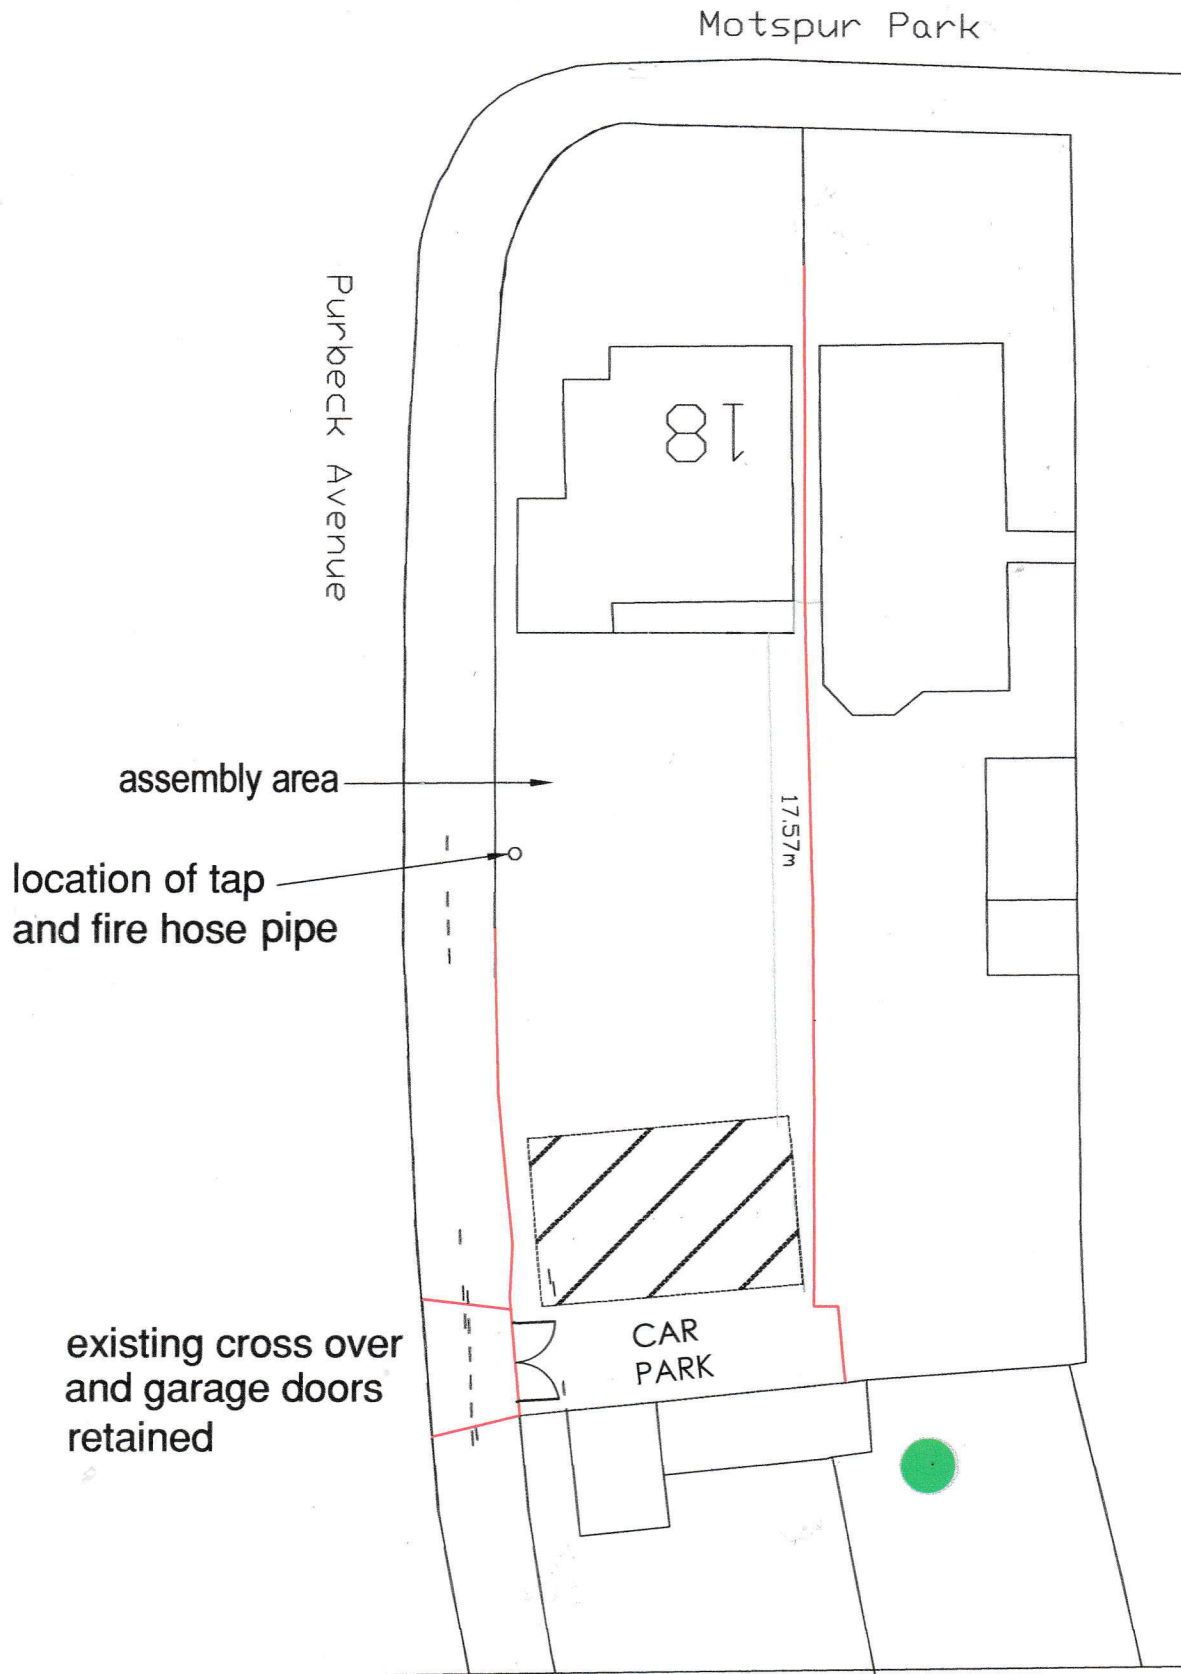 Motspur Park
Purbeck Avenue
18
assembly area
17.57m
location of tap
and fire hose pipe
existing cross over
and garage doors
retained
CAR
PARK